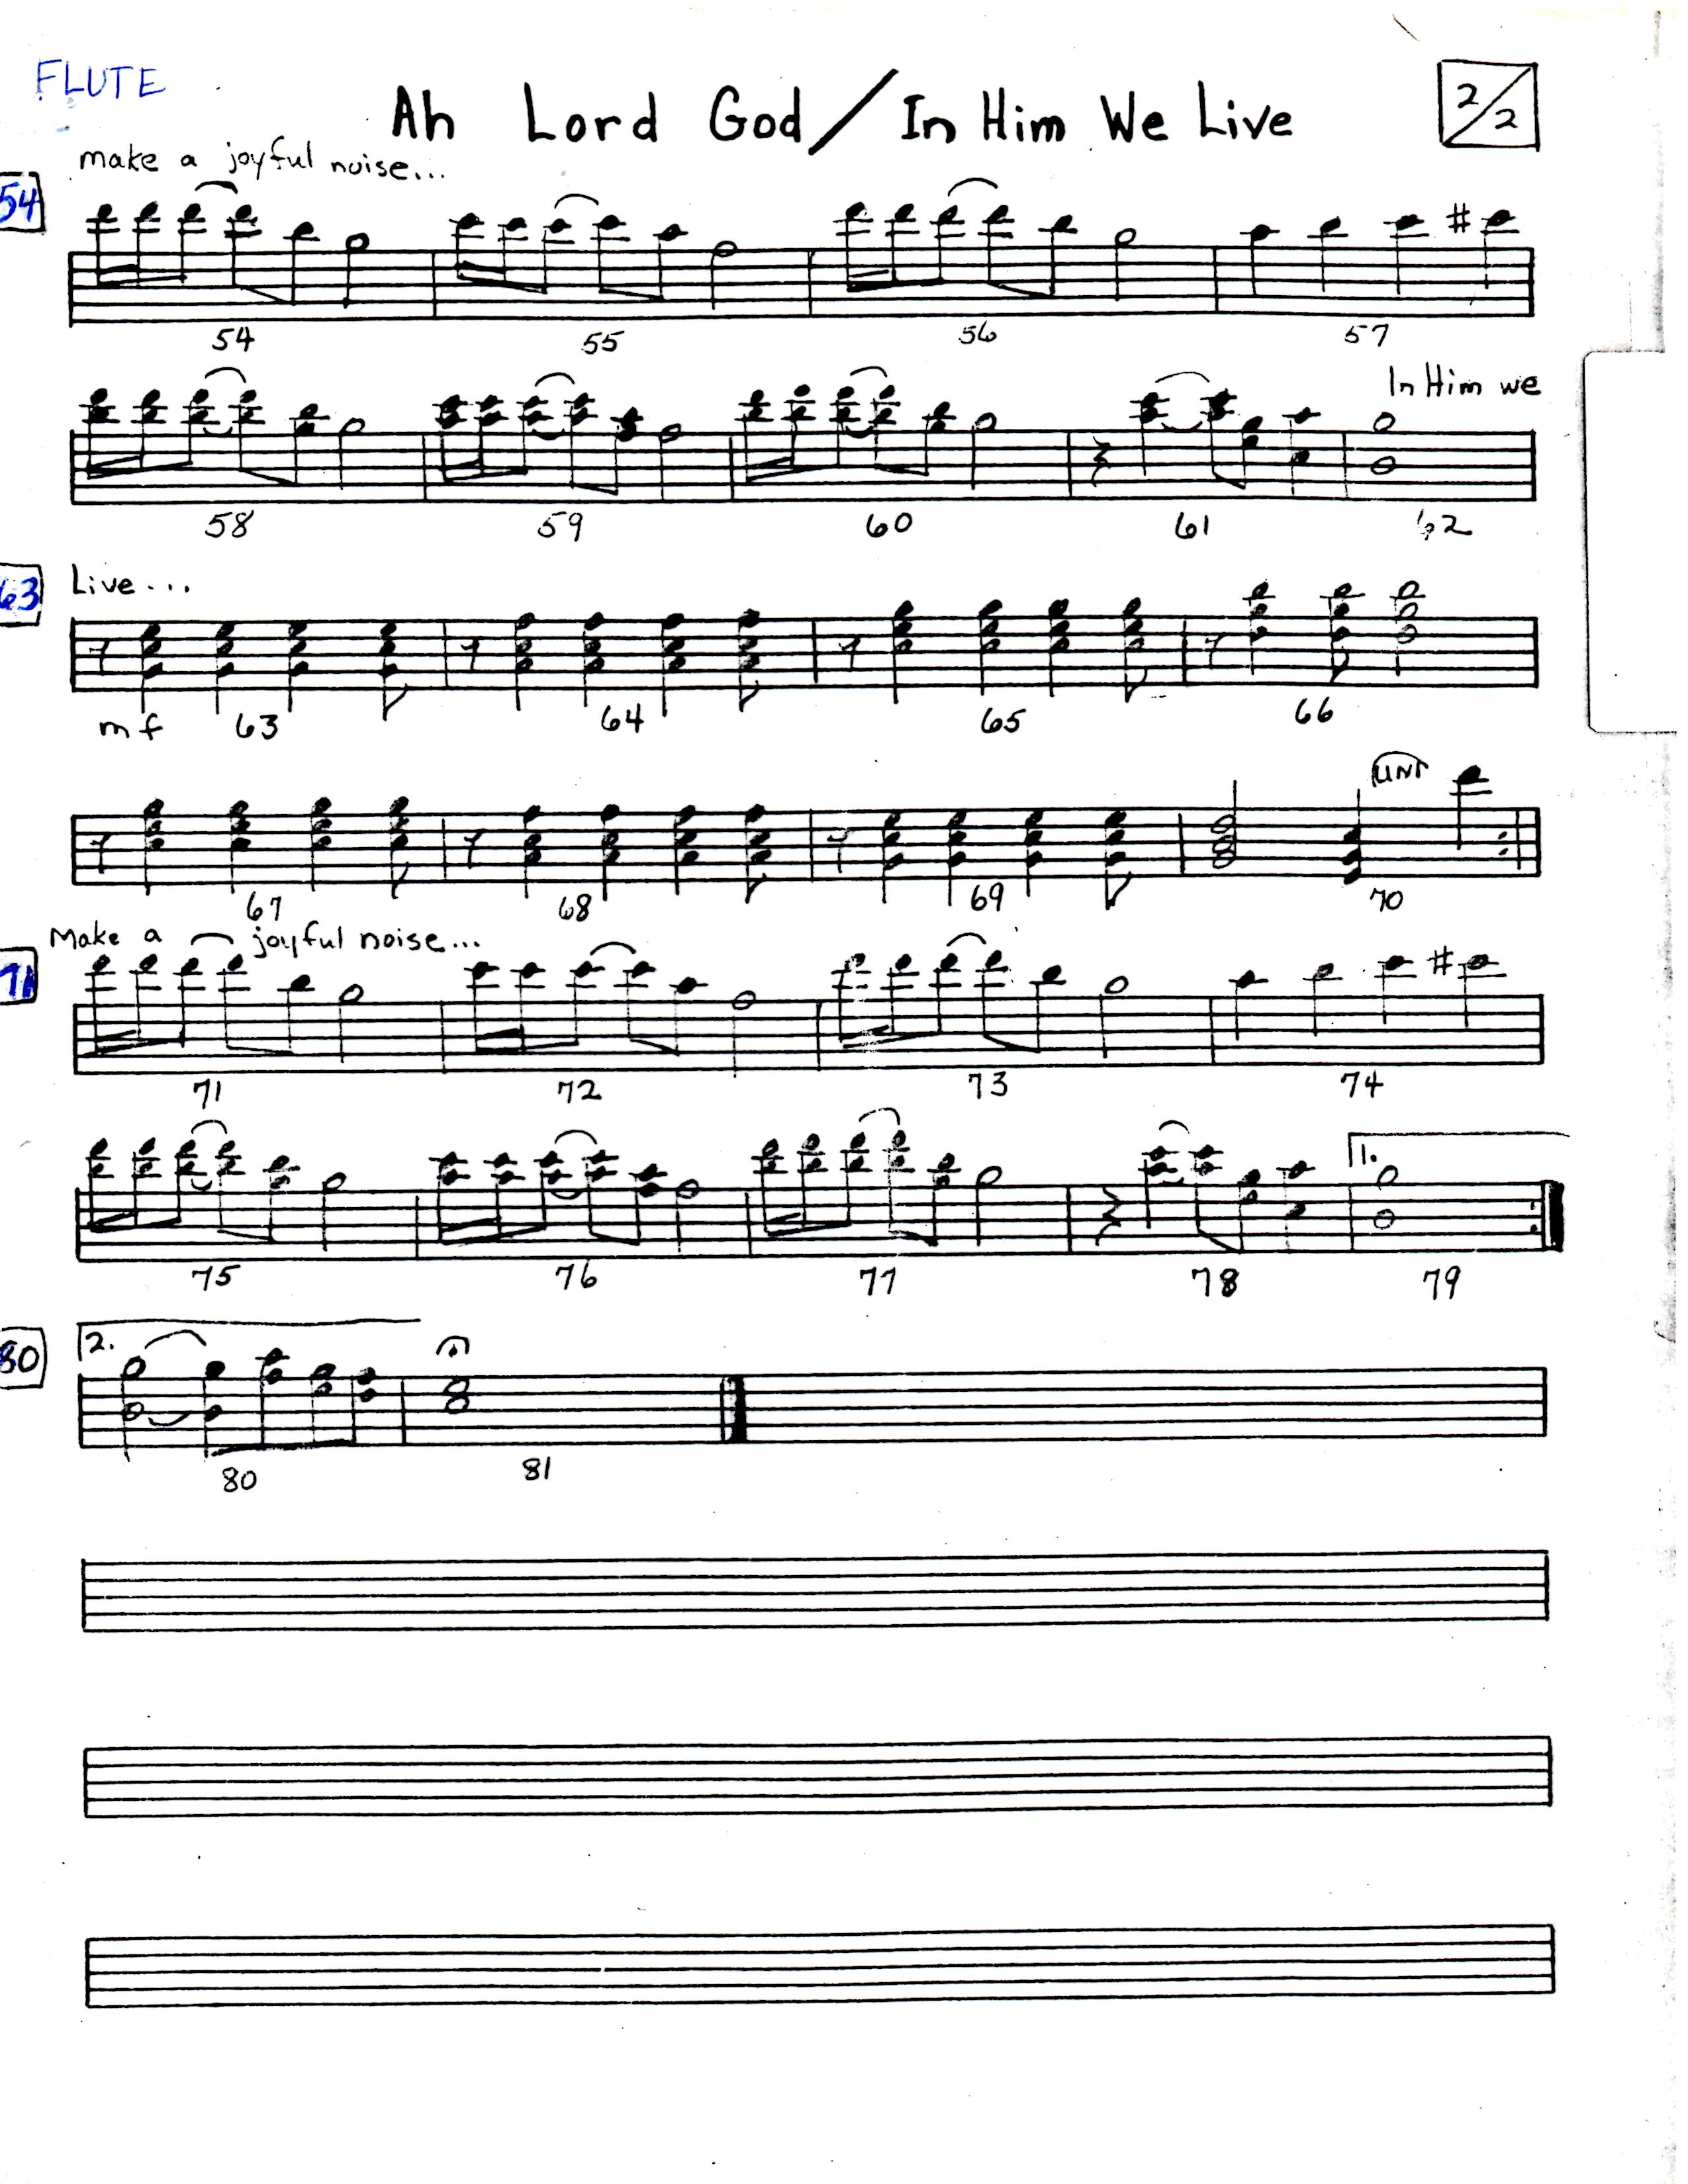 FLUTE
Ah Lord God / In Him We Live
2/2
make a joyful noise...
54
54 55 56 57
In Him we
58 59 60 61 62
63
Live...
mf 63 64 65 66
UNI
67 68 69 70
Make a joyful noise...
71
71 72 73 74
1.
75 76 77 78 79
80
2.
80 81